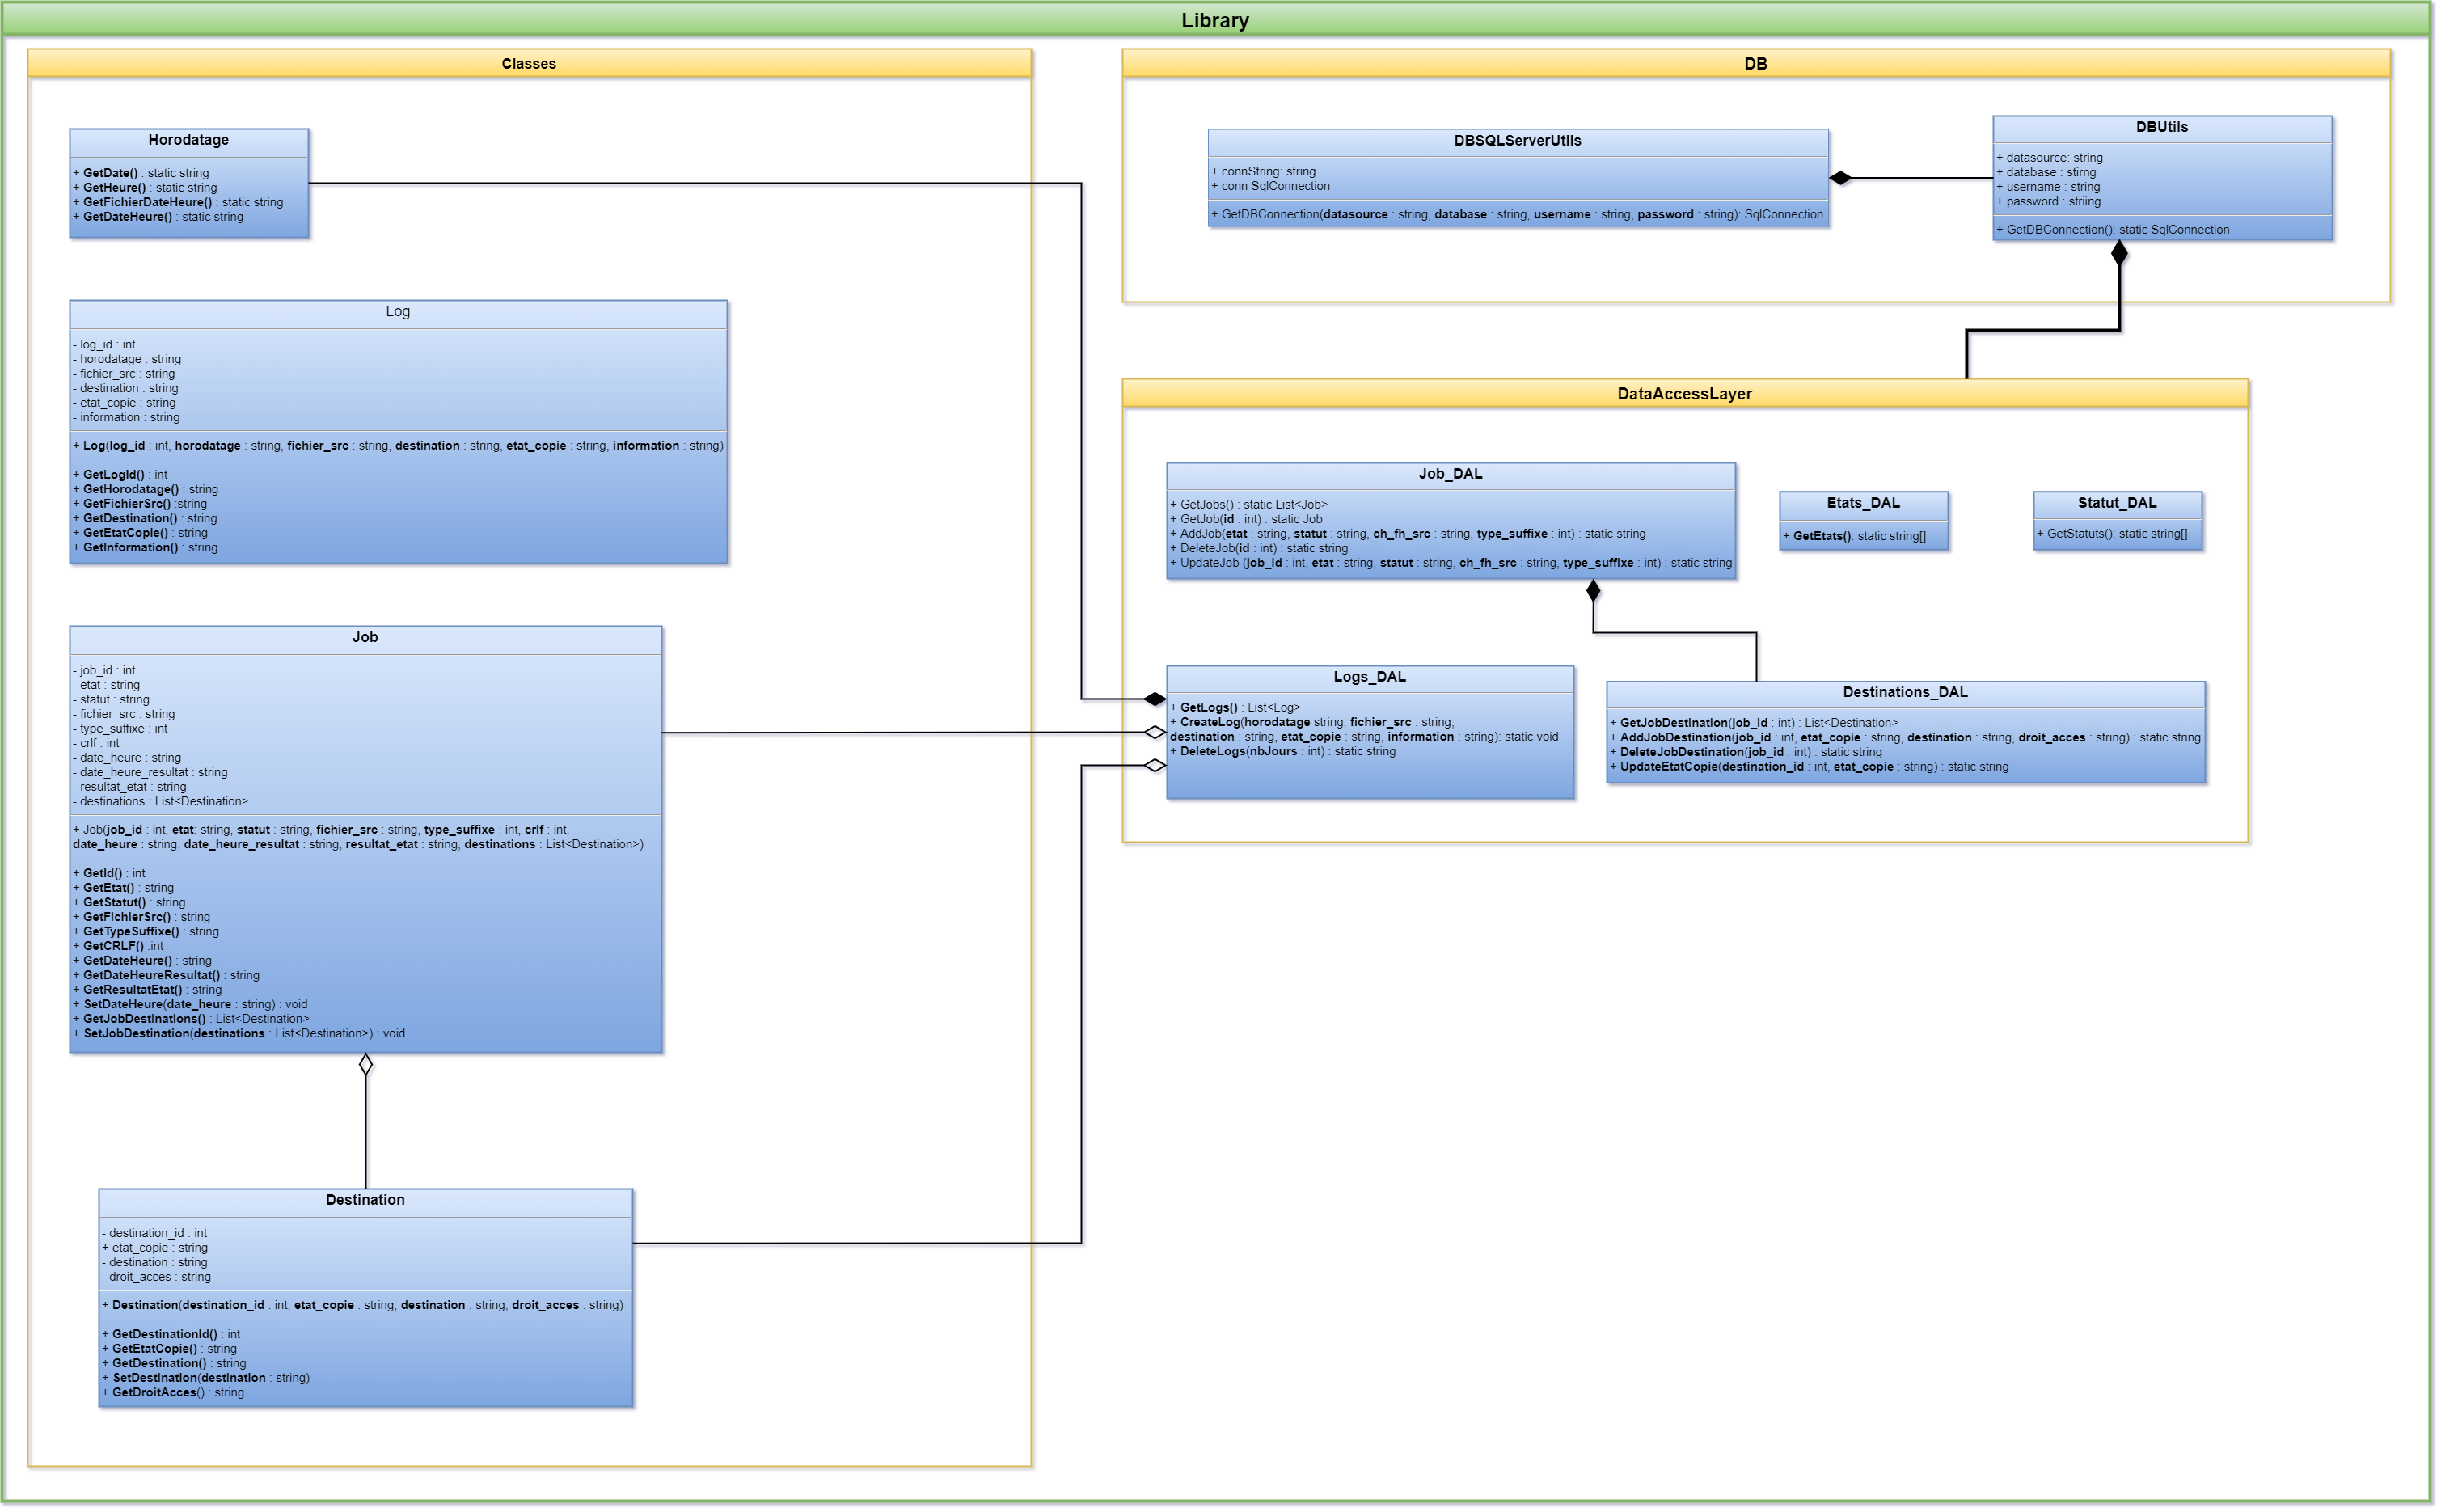 Library
Classes
Horodatage
+ GetDate() : static string
+ GetHeure() : static string
+ GetFichierDateHeure() : static string
+ GetDateHeure() : static string
Log
- log_id : int
- horodatage : string
- fichier_src : string
- destination : string
- etat_copie : string
- information : string
+ Log(log_id : int, horodatage : string, fichier_src : string, destination : string, etat_copie : string, information : string)
+ GetLogId() : int
+ GetHorodatage() : string
+ GetFichierSrc() :string
+ GetDestination() : string
+ GetEtatCopie() : string
+ GetInformation() : string
Job
- job_id : int
- etat : string
- statut : string
- fichier_src : string
- type_suffixe : int
- crlf : int
- date_heure : string
- date_heure_resultat : string
- resultat_etat : string
- destinations : List<Destination>
+ Job(job_id : int, etat: string, statut : string, fichier_src : string, type_suffixe : int, crlf : int,
date_heure : string, date_heure_resultat : string, resultat_etat : string, destinations : List<Destination>)
+ GetId() : int
+ GetEtat() : string
+ GetStatut() : string
+ GetFichierSrc() : string
+ GetTypeSuffixe() : string
+ GetCRLF() :int
+ GetDateHeure() : string
+ GetDateHeureResultat() : string
+ GetResultatEtat() : string
+ SetDateHeure(date_heure : string) : void
+ GetJobDestinations() : List<Destination>
+ SetJobDestination(destinations : List<Destination>) : void
Destination
- destination_id : int
+ etat_copie : string
- destination : string
- droit_acces : string
+ Destination(destination_id : int, etat_copie : string, destination : string, droit_acces : string)
+ GetDestinationId() : int
+ GetEtatCopie() : string
+ GetDestination() : string
+ SetDestination(destination : string)
+ GetDroitAcces() : string
DB
DBSQLServerUtils
+ connString: string
+ conn SqlConnection
+ GetDBConnection(datasource : string, database : string, username : string, password : string): SqlConnection
DBUtils
+ datasource: string
+ database : stirng
+ username : string
+ password : striing
+ GetDBConnection(): static SqlConnection
DataAccessLayer
Job_DAL
+ GetJobs() : static List<Job>
+ GetJob(id : int) : static Job
+ AddJob(etat : string, statut : string, ch_fh_src : string, type_suffixe : int) : static string
+ DeleteJob(id : int) : static string
+ UpdateJob (job_id : int, etat : string, statut : string, ch_fh_src : string, type_suffixe : int) : static string
Etats_DAL
+ GetEtats(): static string[]
Statut_DAL
+ GetStatuts(): static string[]
Logs_DAL
+ GetLogs() : List<Log>
+ CreateLog(horodatage string, fichier_src : string,
destination : string, etat_copie : string, information : string): static void
+ DeleteLogs(nbJours : int) : static string
Destinations_DAL
+ GetJobDestination(job_id : int) : List<Destination>
+ AddJobDestination(job_id : int, etat_copie : string, destination : string, droit_acces : string) : static string
+ DeleteJobDestination(job_id : int) : static string
+ UpdateEtatCopie(destination_id : int, etat_copie : string) : static string